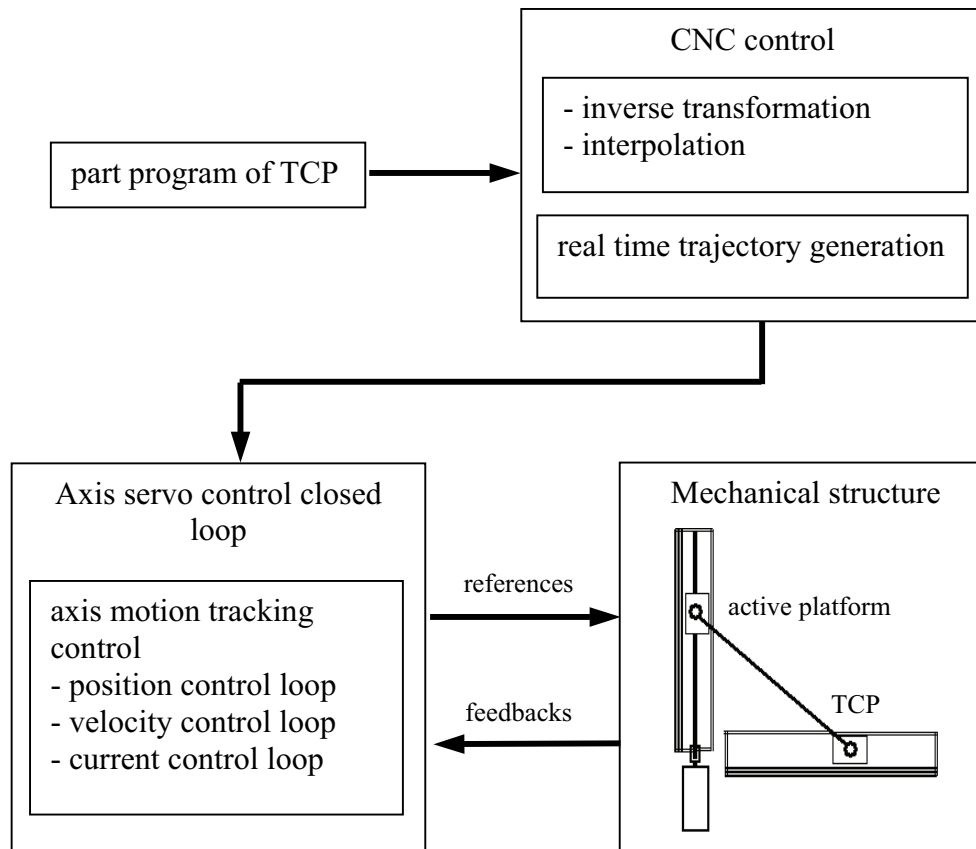 CNC control
- inverse transformation
- interpolation
part program of TCP
real time trajectory generation
Axis servo control closed
loop
axis motion tracking
control
- position control loop
- velocity control loop
- current control loop
references
feedbacks
Mechanical structure
active platform
TCP